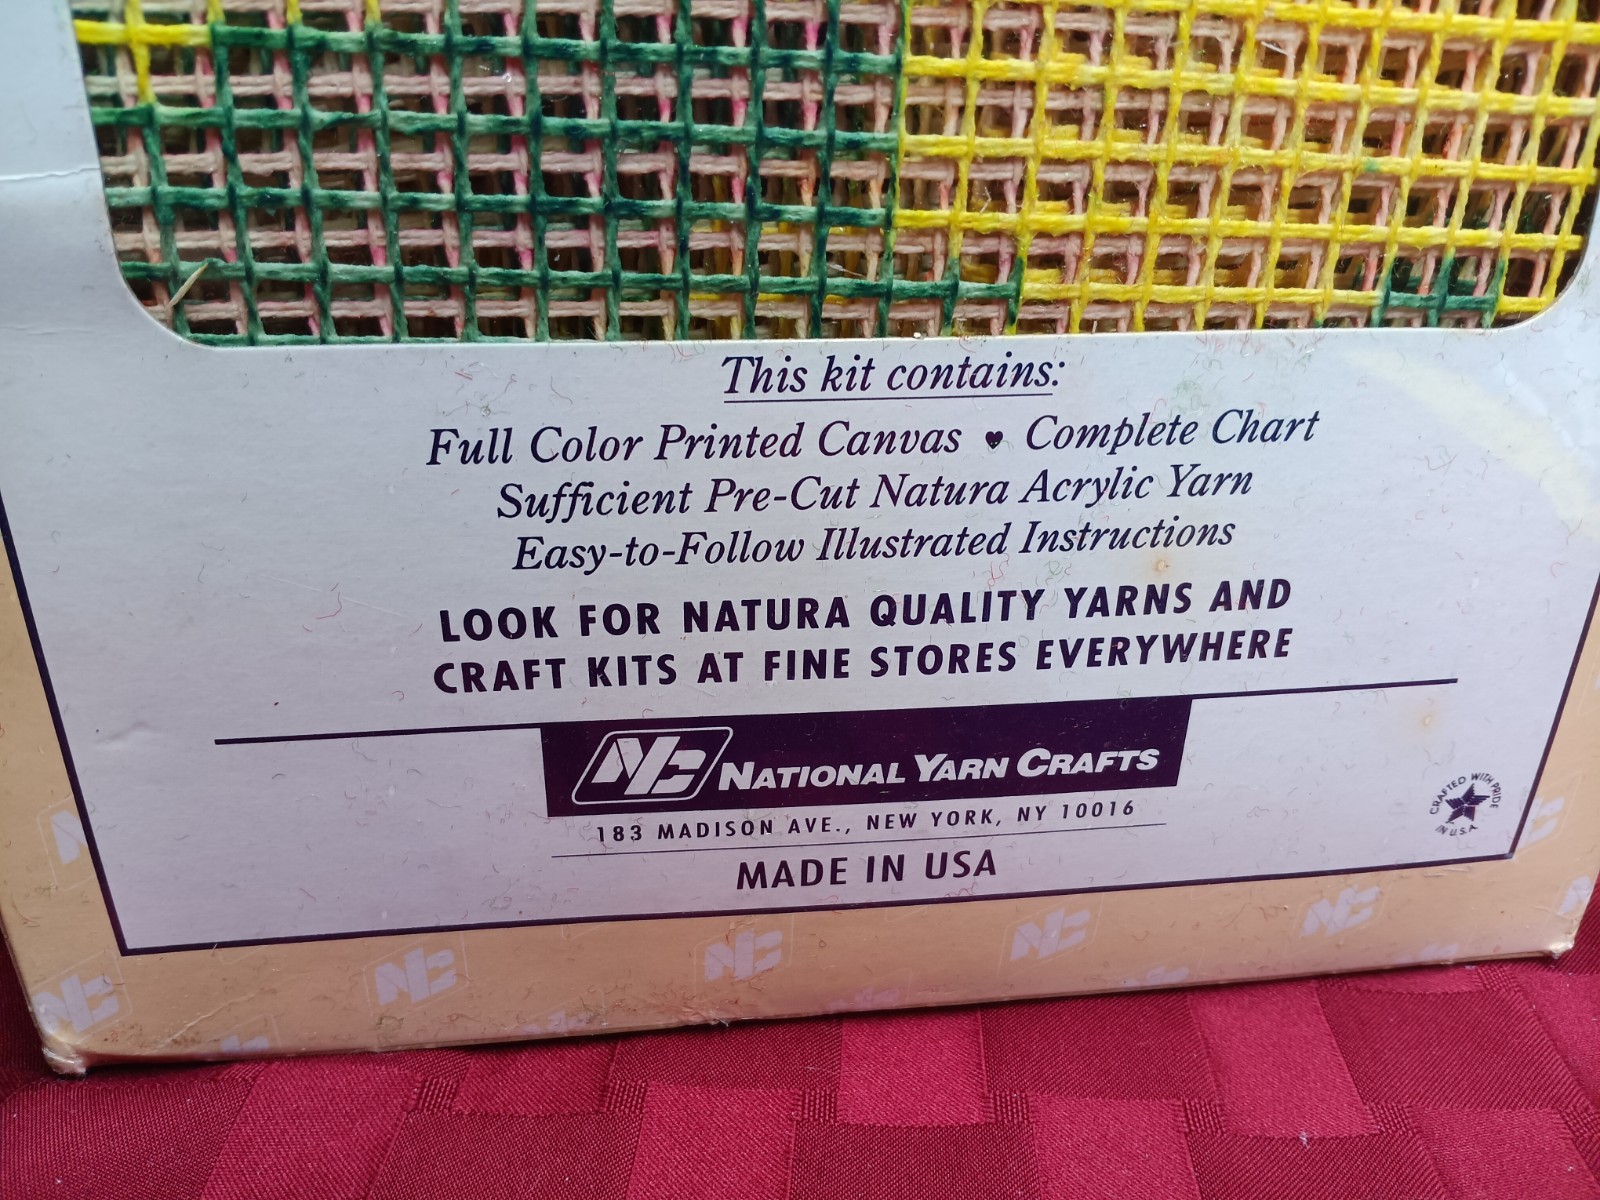 This kit contains:
Full Color Printed Canvas ♥ Complete Chart
Sufficient Pre-Cut Natura Acrylic Yarn
Easy-to-Follow Illustrated Instructions
LOOK FOR NATURA QUALITY YARNS AND
CRAFT KITS AT FINE STORES EVERYWHERE
NYC NATIONAL YARN CRAFTS
183 MADISON AVE., NEW YORK, NY 10016
MADE IN USA
CRAFTED WITH PRIDE
IN U.S.A.